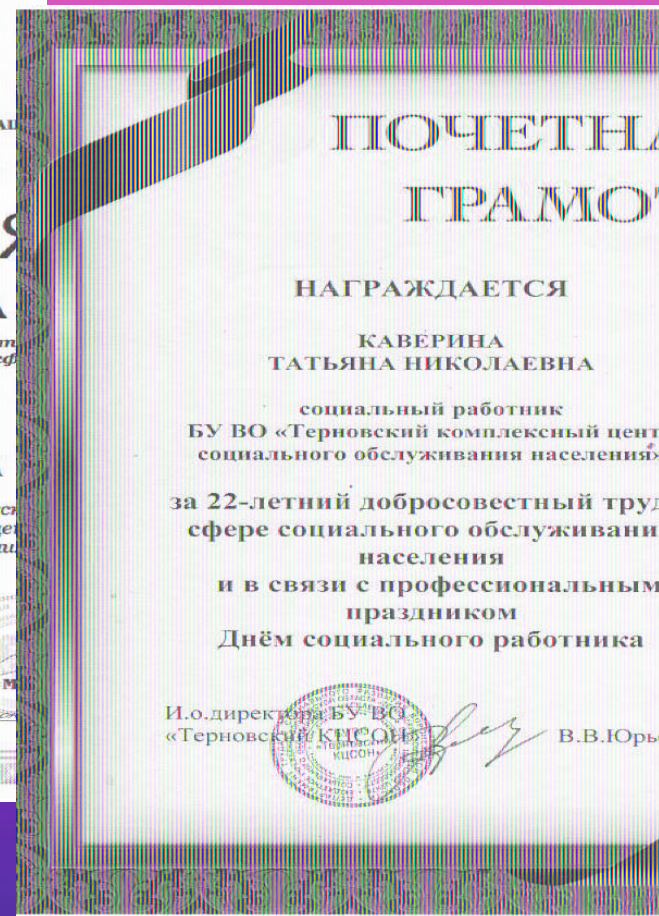 ПОЧЕТНА
ГРАМО
НАГРАЖДАЕТСЯ
КАВЕРИНА
ТАТЬЯНА НИКОЛАЕВНА
социальный работник
БУ ВО «Терновский комплексный цент
социального обслуживания населения»
за 22-летний добросовестный труд
сфере социального обслуживани
населения
и в связи с профессиональным
праздником
Днём социального работника
И.о.директора БУ ВО
«Терновский КЦСОН»
В.В.Юрь